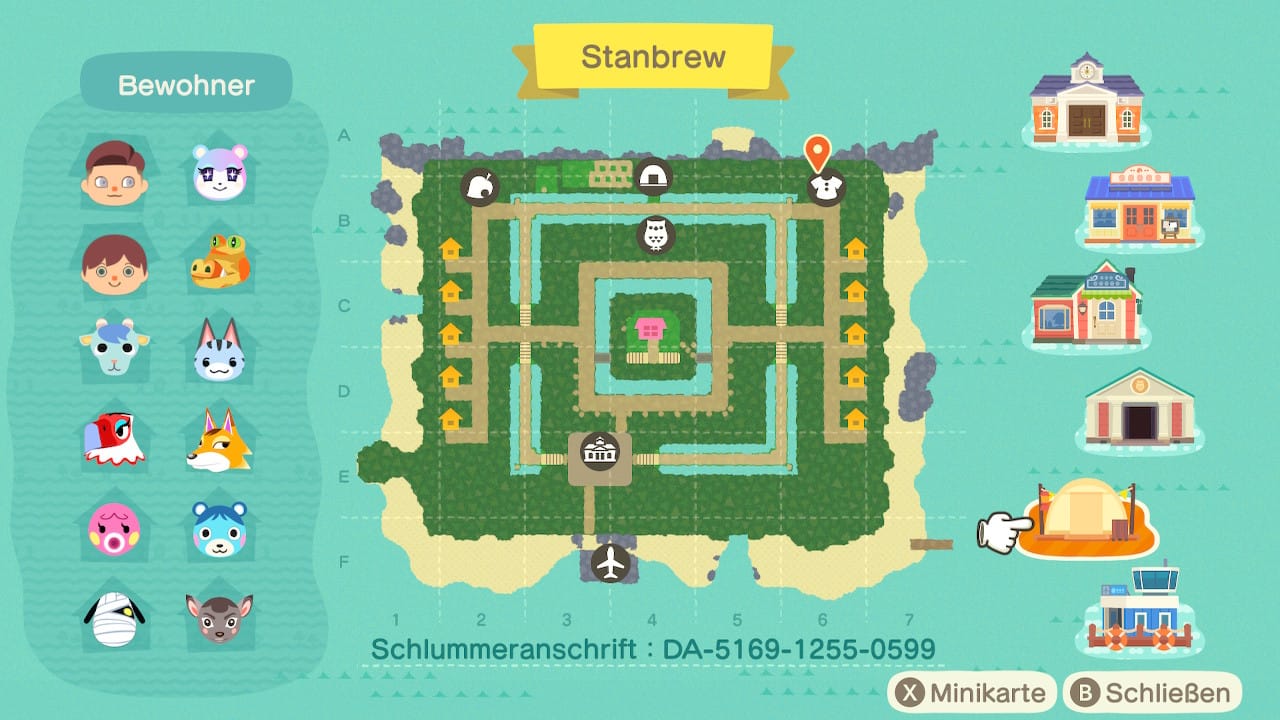 Stanbrew
Bewohner
A
B
C
D
E
F
1 2 3 4 5 6 7
Schlummeranschrift : DA-5169-1255-0599
X Minikarte B Schließen